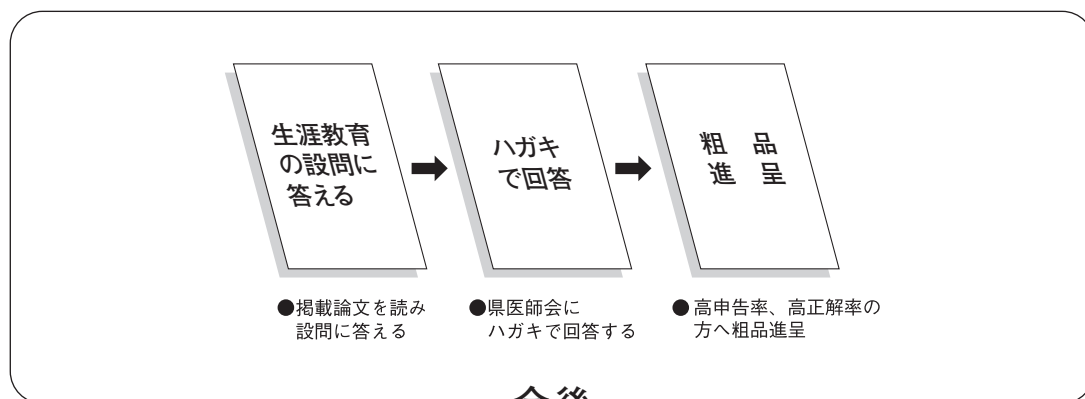 生涯教育
の設問に
答える
ハガキ
で回答
粗 品
進 呈
●掲載論文を読み
設問に答える
●県医師会に
ハガキで回答する
●高申告率、高正解率の
方へ粗品進呈
今後